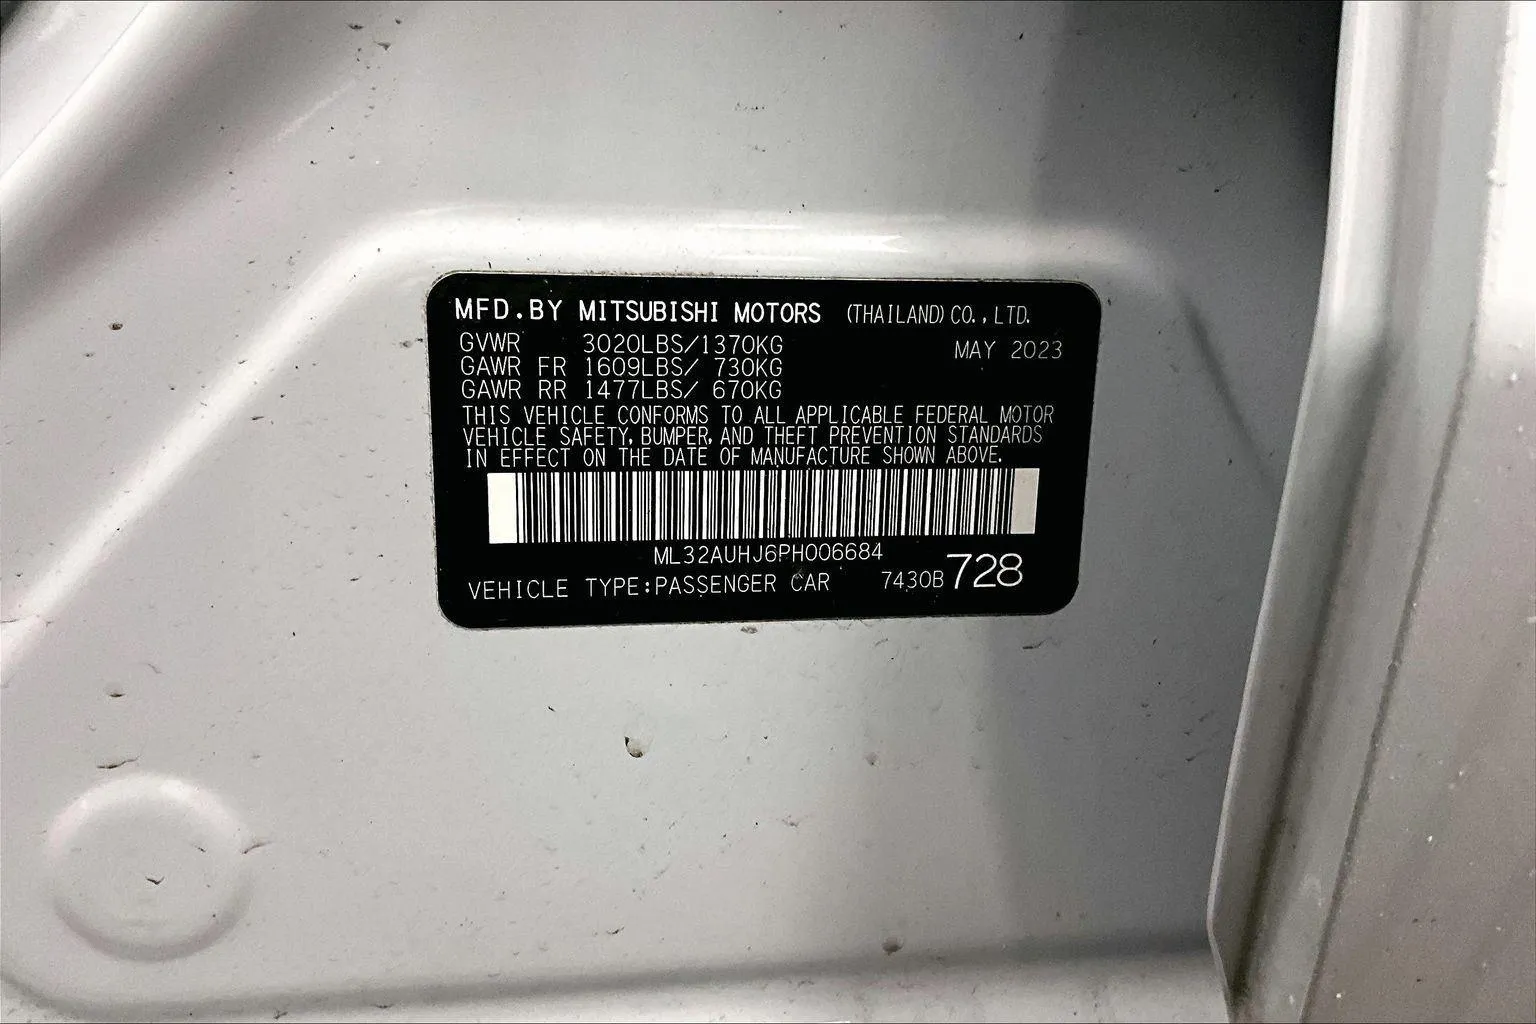 MFD.BY MITSUBISHI MOTORS (THAILAND) CO., LTD.
GVWR 3020LBS/1370KG MAY 2023
GAWR FR 1609LBS/ 730KG
GAWR RR 1477LBS/ 670KG
THIS VEHICLE CONFORMS TO ALL APPLICABLE FEDERAL MOTOR
VEHICLE SAFETY, BUMPER, AND THEFT PREVENTION STANDARDS
IN EFFECT ON THE DATE OF MANUFACTURE SHOWN ABOVE.
ML32AUHJ6PH006684
VEHICLE TYPE:PASSENGER CAR 7430B 728